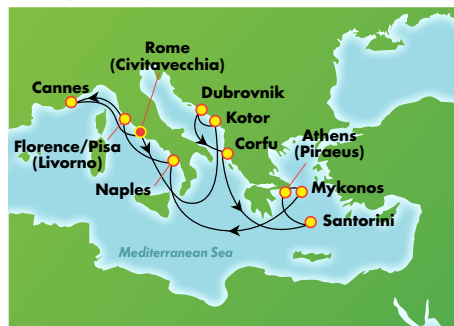 Rome
(Civitavecchia)
Cannes
Dubrovnik
Kotor
Florence/Pisa
(Livorno)
Corfu
Athens
(Piraeus)
Naples
Mykonos
Santorini
Mediterranean Sea